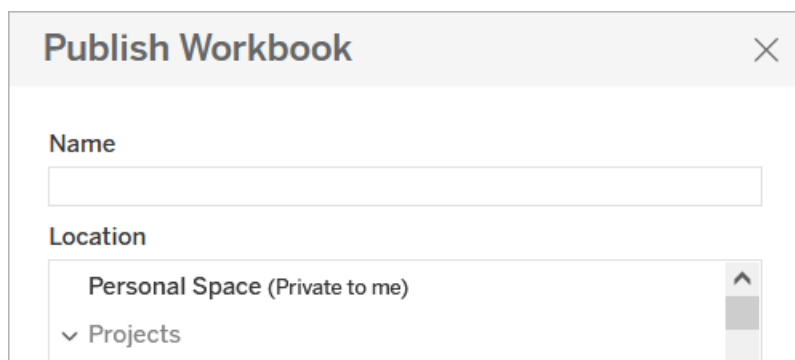 Publish Workbook
Name
Location
Personal Space (Private to me)
Projects